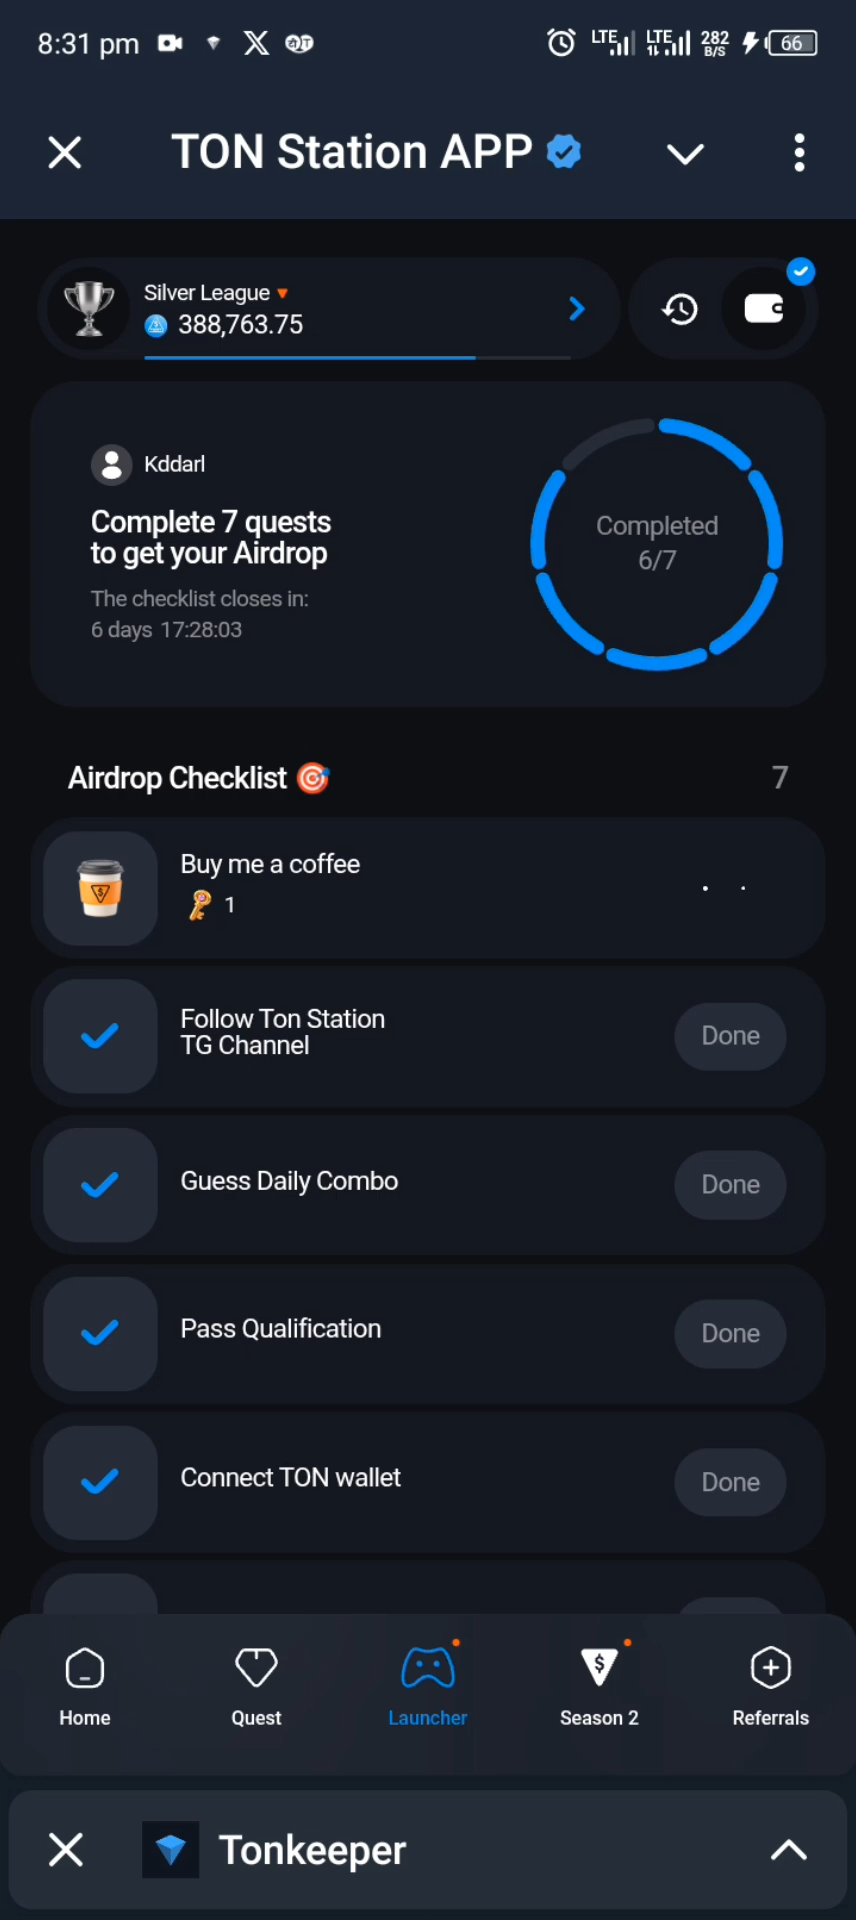 8:31 pm
LTE LTE 282 B/S 66
TON Station APP
Silver League
388,763.75
Kddarl
Complete 7 quests
to get your Airdrop
The checklist closes in:
6 days 17:28:03
Completed
6/7
Airdrop Checklist 🎯 7
Buy me a coffee
1
Follow Ton Station
TG Channel
Done
Guess Daily Combo
Done
Pass Qualification
Done
Connect TON wallet
Done
Home
Quest
Launcher
Season 2
Referrals
Tonkeeper